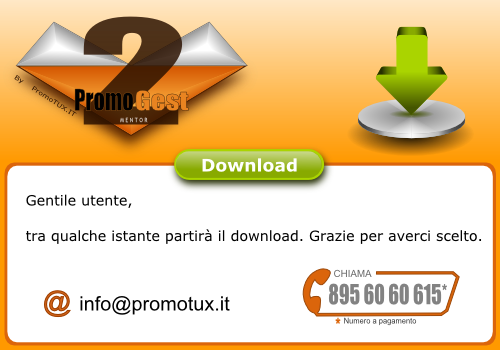 2
PromoGest
MENTOR
By PromoTUX.IT
Download
Gentile utente,
tra qualche istante partirà il download. Grazie per averci scelto.
@ info@promotux.it
CHIAMA
895 60 60 615*
* Numero a pagamento